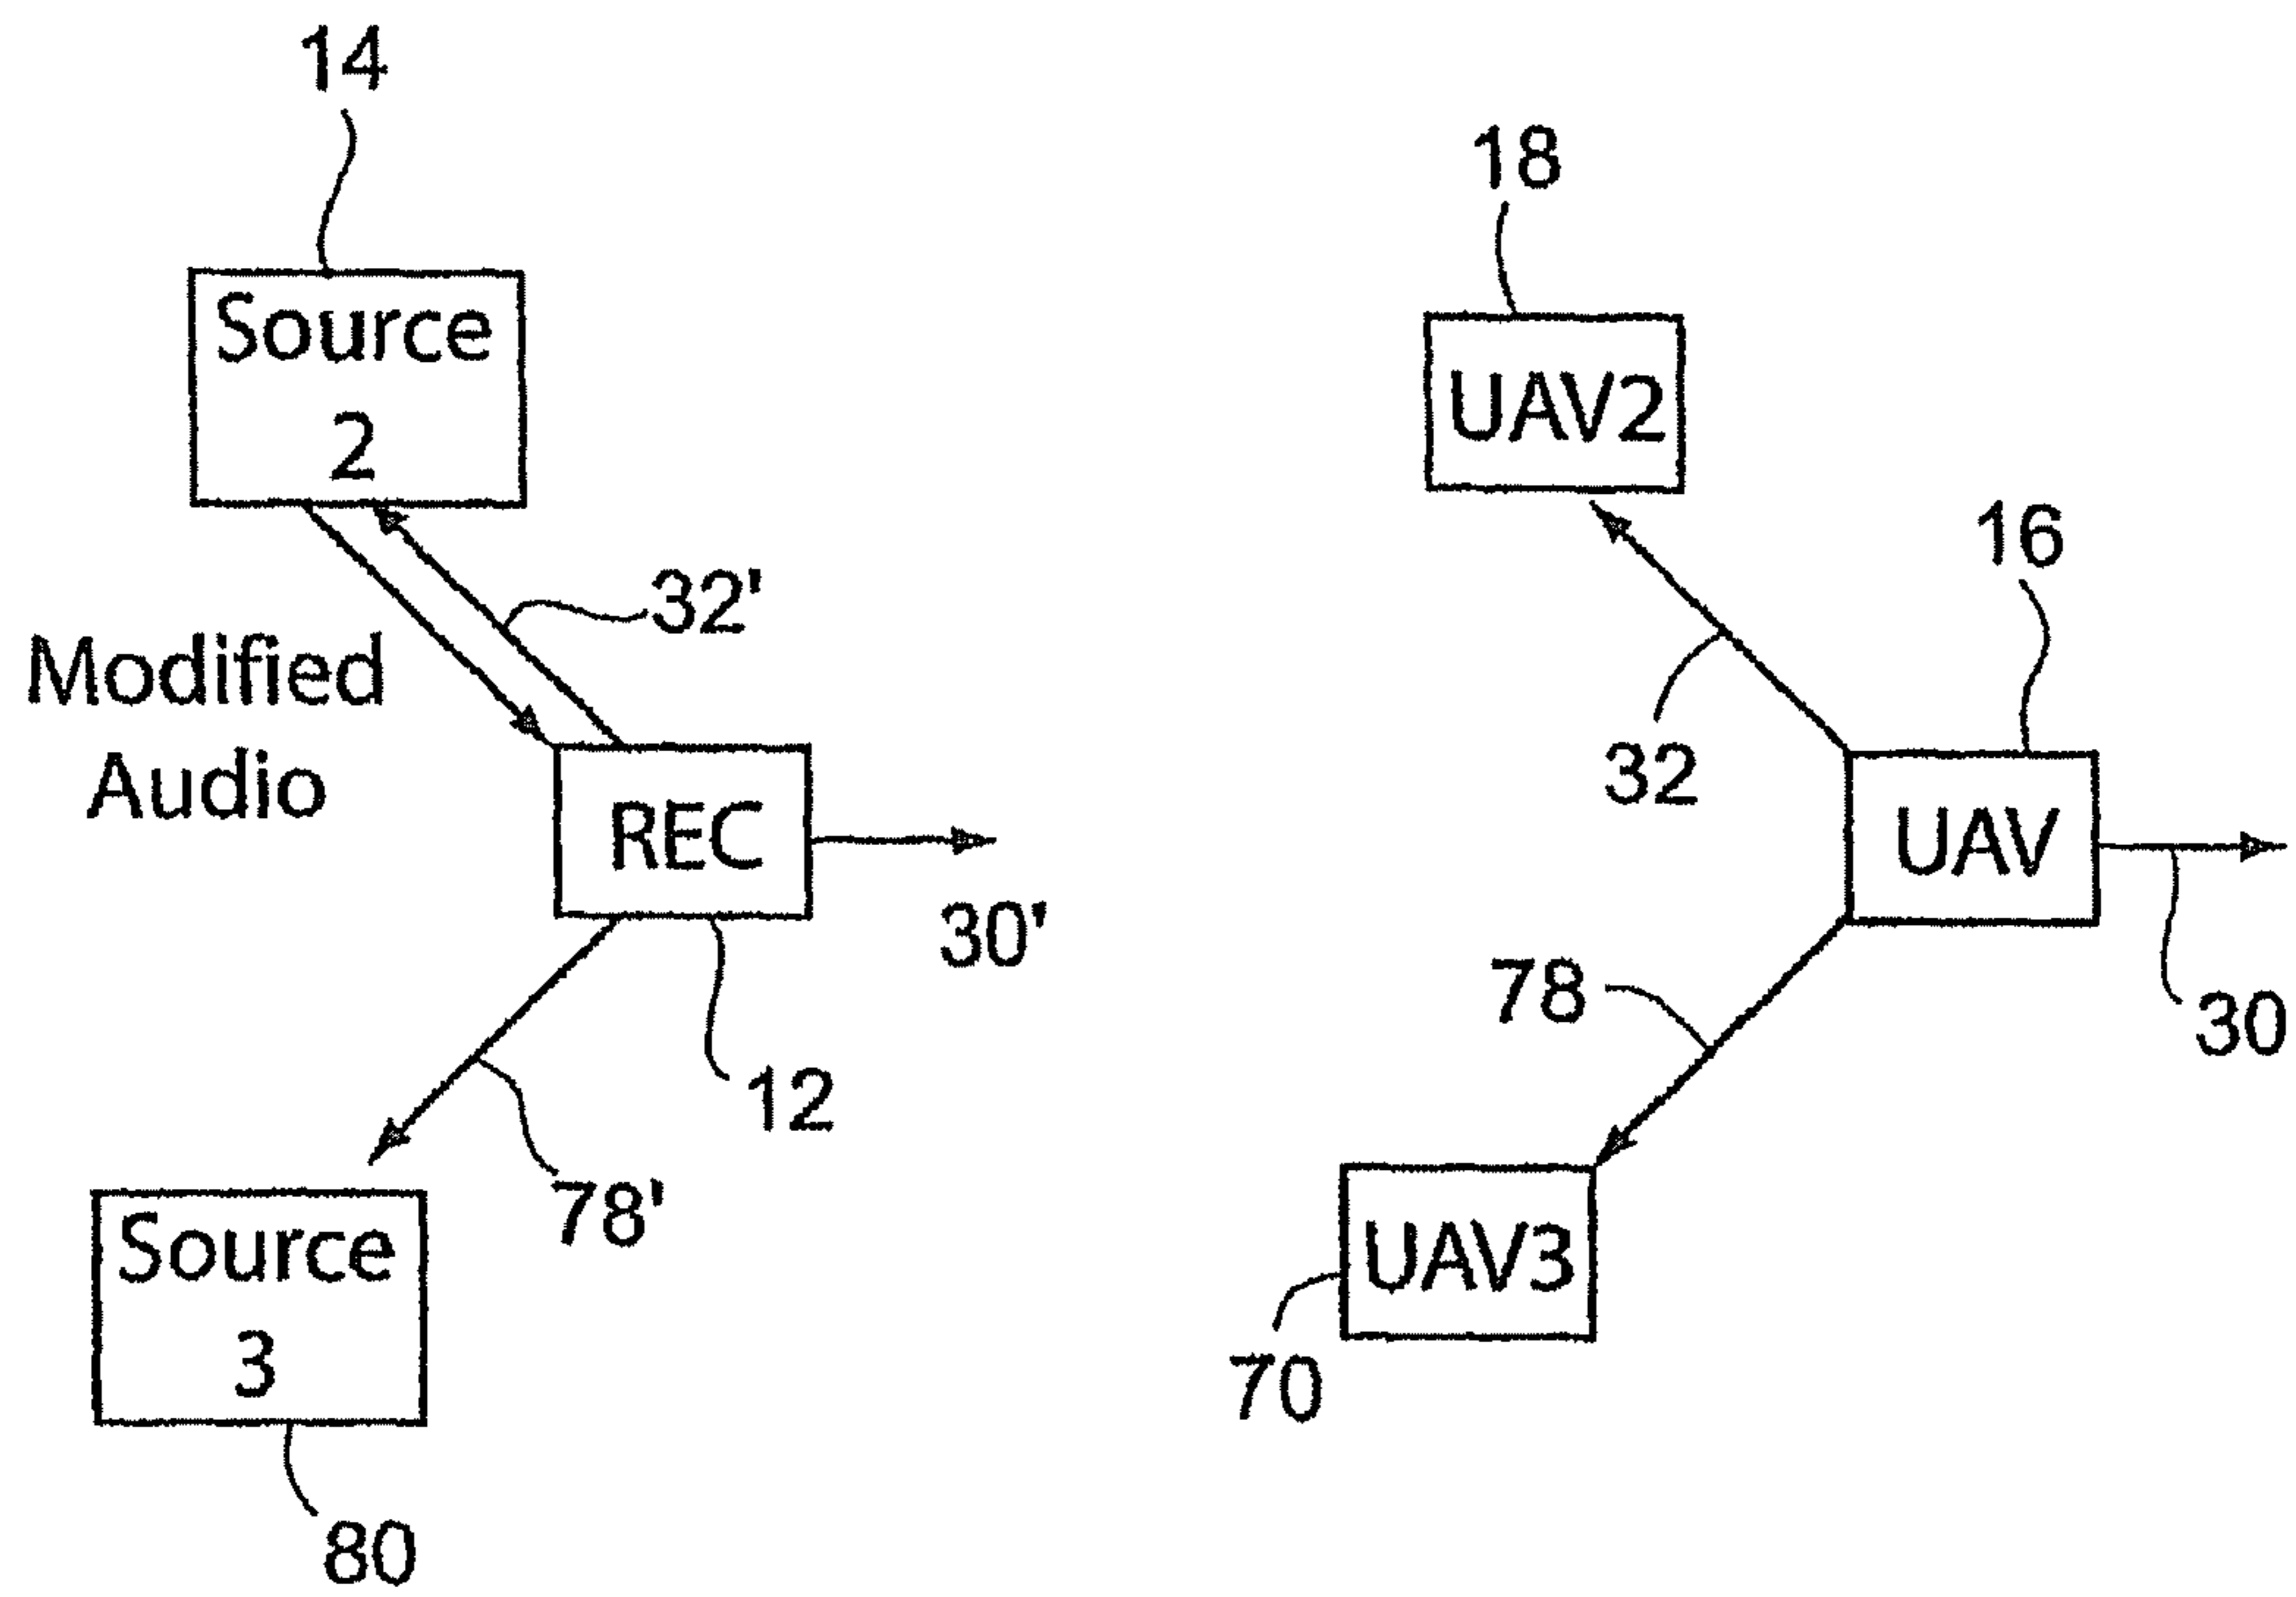 14
Source
2
32'
Modified
Audio
REC
30'
12
78'
Source
3
80
18
UAV2
16
32
UAV
78
30
UAV3
70